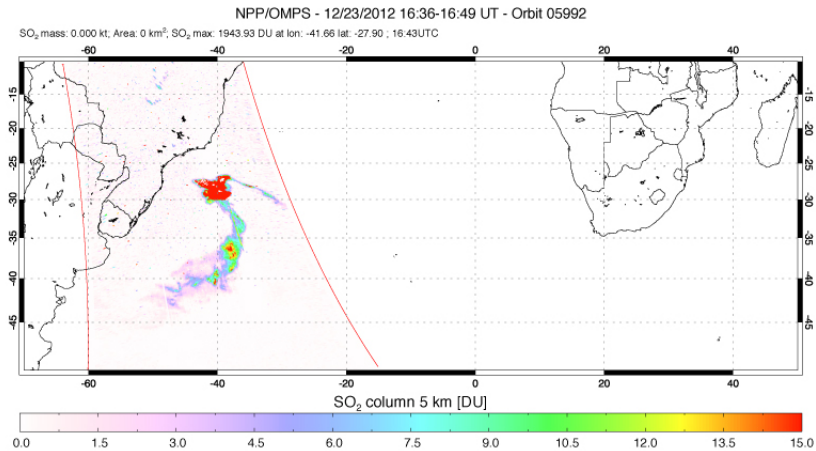 NPP/OMPS - 12/23/2012 16:36-16:49 UT - Orbit 05992
SO2 mass: 0.000 kt; Area: 0 km²; SO2 max: 1943.93 DU at lon: -41.66 lat: -27.90 ; 16:43UTC
-60 -40 -20 0 20 40
-15 -15
-20 -20
-25 -25
-30 -30
-35 -35
-40 -40
-45 -45
-60 -40 -20 0 20 40
SO2 column 5 km [DU]
0.0 1.5 3.0 4.5 6.0 7.5 9.0 10.5 12.0 13.5 15.0